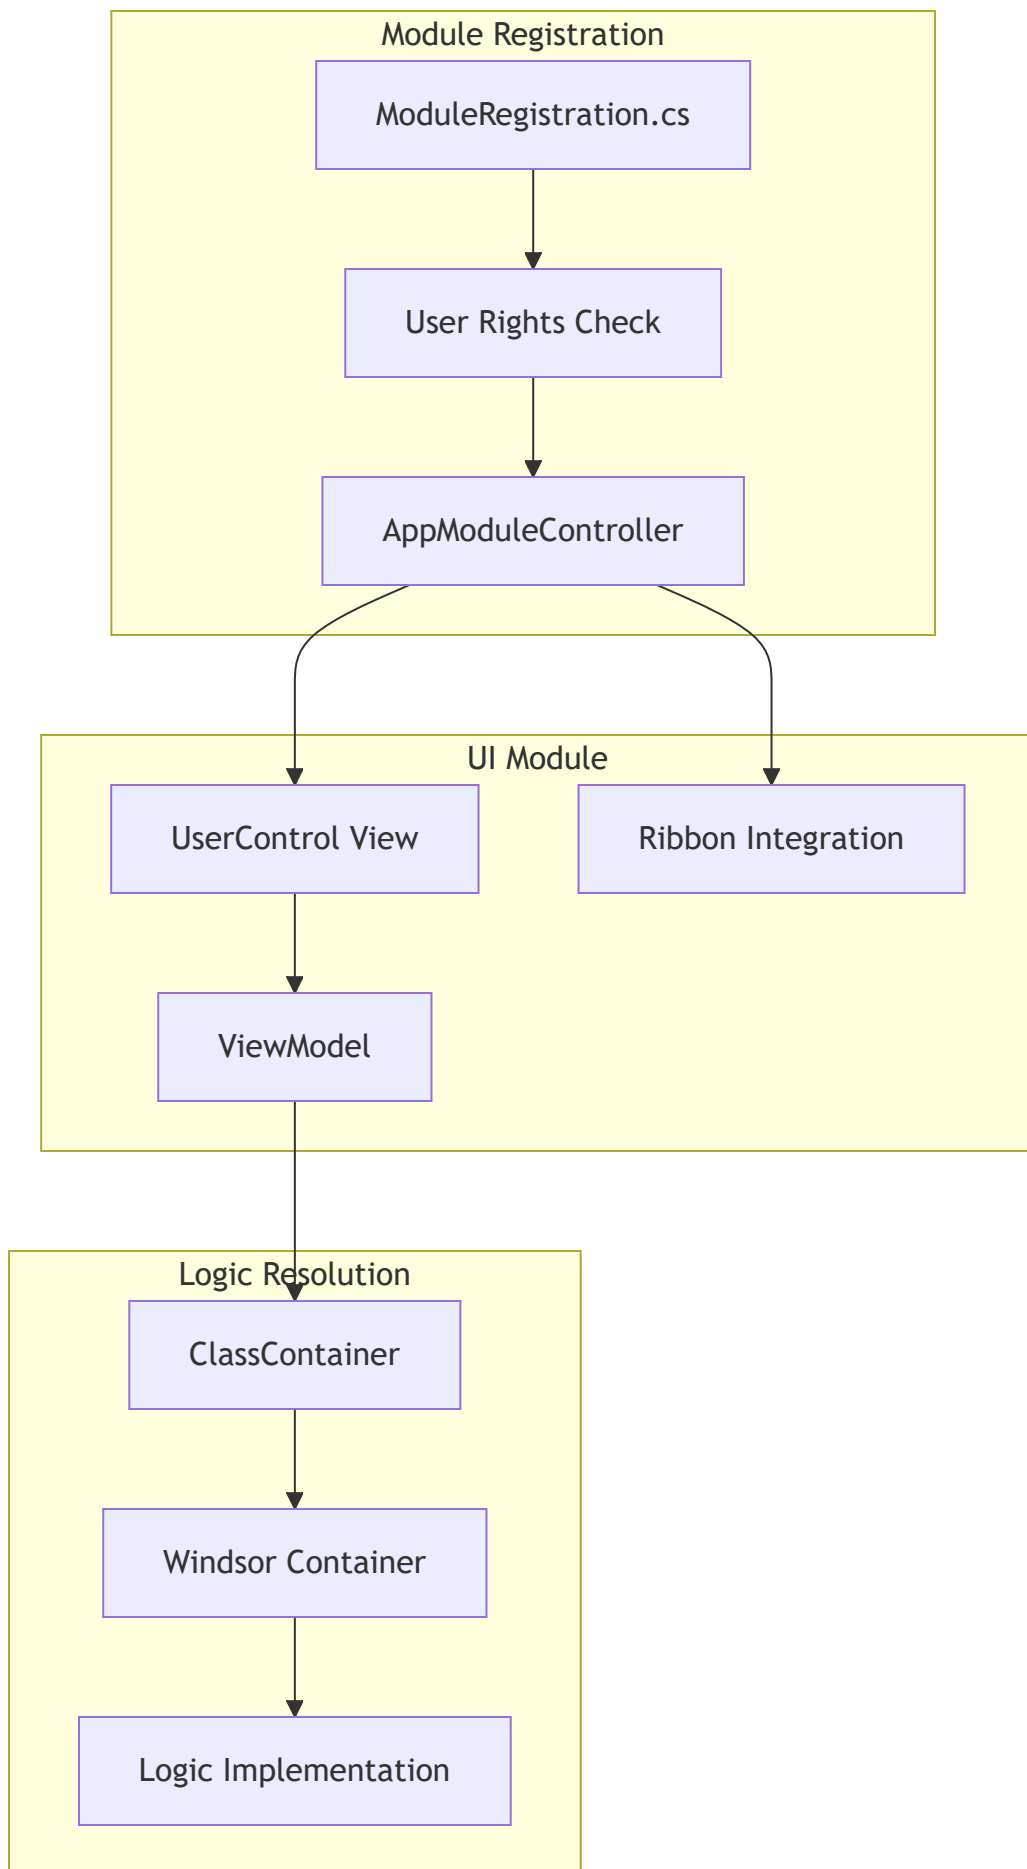 Module Registration
ModuleRegistration.cs
User Rights Check
AppModuleController
UI Module
UserControl View
Ribbon Integration
ViewModel
Logic Resolution
ClassContainer
Windsor Container
Logic Implementation